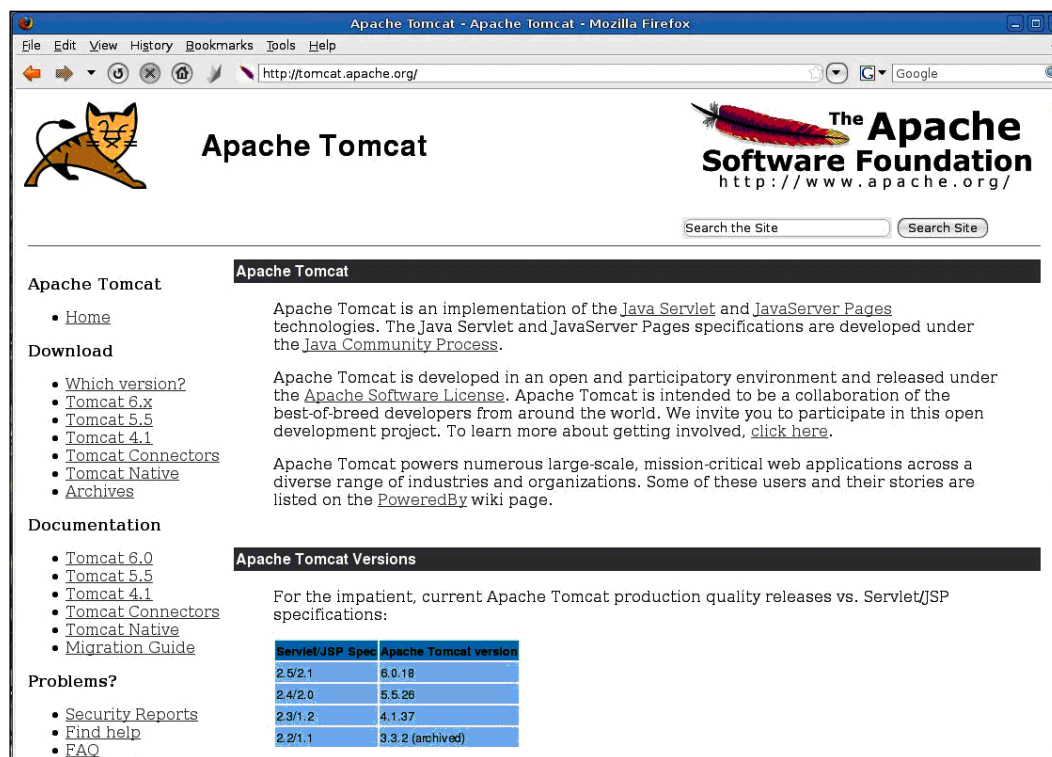 Apache Tomcat - Apache Tomcat - Mozilla Firefox
File Edit View History Bookmarks Tools Help
http://tomcat.apache.org/
G
Google
Apache Tomcat
The Apache
Software Foundation
http://www.apache.org/
Search the Site
Search Site
Apache Tomcat
• Home
Download
• Which version?
• Tomcat 6.x
• Tomcat 5.5
• Tomcat 4.1
• Tomcat Connectors
• Tomcat Native
• Archives
Documentation
• Tomcat 6.0
• Tomcat 5.5
• Tomcat 4.1
• Tomcat Connectors
• Tomcat Native
• Migration Guide
Problems?
• Security Reports
• Find help
• FAQ
Apache Tomcat
Apache Tomcat is an implementation of the Java Servlet and JavaServer Pages
technologies. The Java Servlet and JavaServer Pages specifications are developed under
the Java Community Process.
Apache Tomcat is developed in an open and participatory environment and released under
the Apache Software License. Apache Tomcat is intended to be a collaboration of the
best-of-breed developers from around the world. We invite you to participate in this open
development project. To learn more about getting involved, click here.
Apache Tomcat powers numerous large-scale, mission-critical web applications across a
diverse range of industries and organizations. Some of these users and their stories are
listed on the PoweredBy wiki page.
Apache Tomcat Versions
For the impatient, current Apache Tomcat production quality releases vs. Servlet/JSP
specifications:
Servlet/JSP Spec Apache Tomcat version
2.5/2.1 6.0.18
2.4/2.0 5.5.26
2.3/1.2 4.1.37
2.2/1.1 3.3.2 (archived)